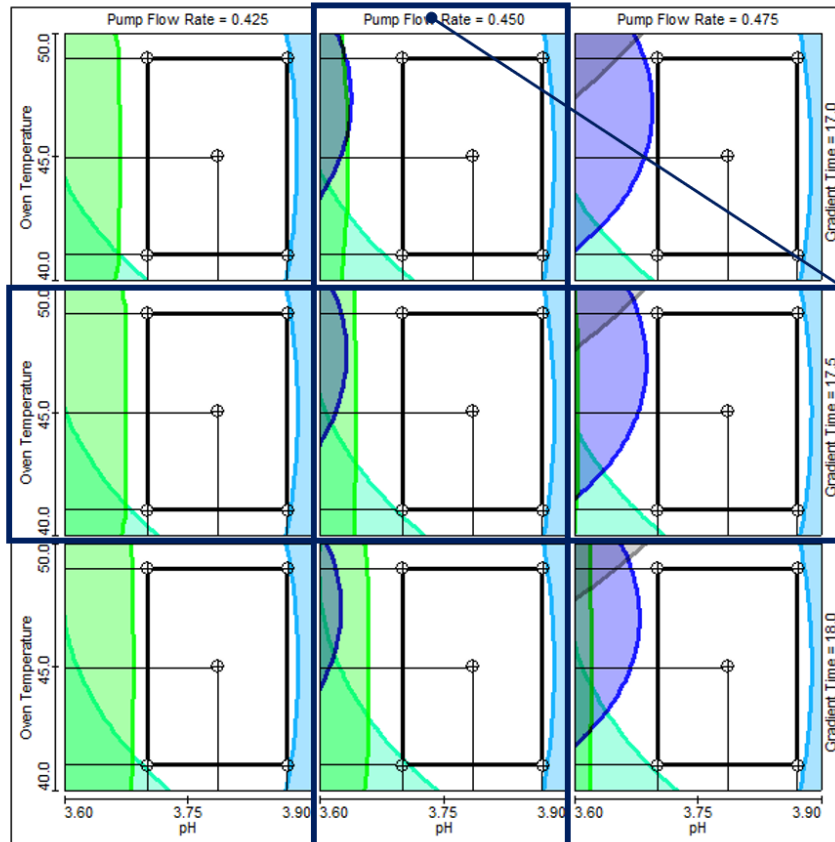 Pump Flow Rate = 0.425
Pump Flow Rate = 0.450
Pump Flow Rate = 0.475
50.0
45.0
40.0
Oven Temperature
Gradient Time = 17.0
50.0
45.0
40.0
Oven Temperature
Gradient Time = 17.5
50.0
45.0
40.0
Oven Temperature
Gradient Time = 18.0
3.60
3.75
3.90
3.60
3.75
3.90
3.60
3.75
3.90
pH
pH
pH